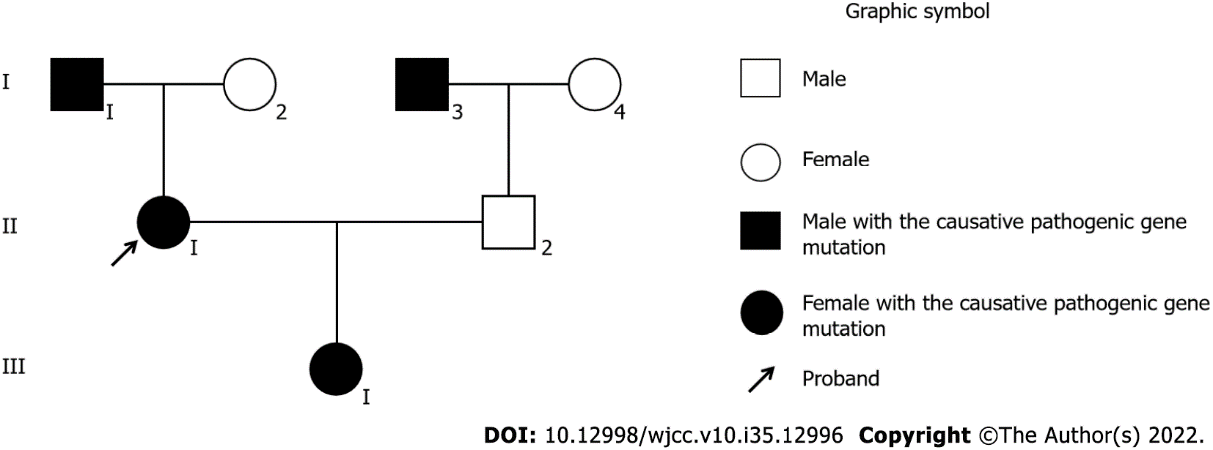 Graphic symbol
I
I
2
3
4
Male
Female
II
I
2
Male with the causative pathogenic gene
mutation
Female with the causative pathogenic gene
mutation
III
I
Proband
DOI: 10.12998/wjcc.v10.i35.12996 Copyright ©The Author(s) 2022.